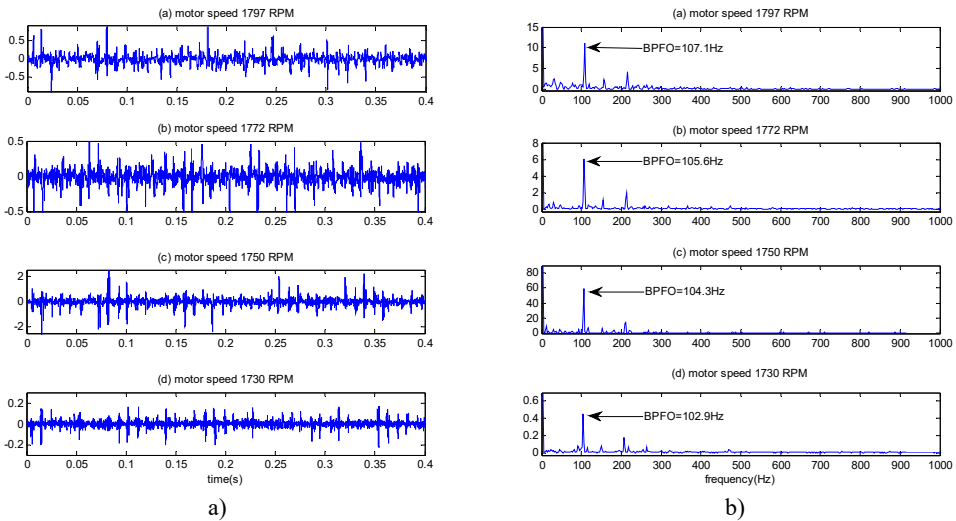 (a) motor speed 1797 RPM
0.5
0
-0.5
0 0.05 0.1 0.15 0.2 0.25 0.3 0.35 0.4
(b) motor speed 1772 RPM
0.5
0
-0.5
0 0.05 0.1 0.15 0.2 0.25 0.3 0.35 0.4
(c) motor speed 1750 RPM
2
0
-2
0 0.05 0.1 0.15 0.2 0.25 0.3 0.35 0.4
(d) motor speed 1730 RPM
0.2
0
-0.2
0 0.05 0.1 0.15 0.2 0.25 0.3 0.35 0.4
time(s)
a)
(a) motor speed 1797 RPM
15
10
5
0
BPFO=107.1Hz
0 100 200 300 400 500 600 700 800 900 1000
(b) motor speed 1772 RPM
8
6
4
2
0
BPFO=105.6Hz
0 100 200 300 400 500 600 700 800 900 1000
(c) motor speed 1750 RPM
80
60
40
20
0
BPFO=104.3Hz
0 100 200 300 400 500 600 700 800 900 1000
(d) motor speed 1730 RPM
0.6
0.4
0.2
0
BPFO=102.9Hz
0 100 200 300 400 500 600 700 800 900 1000
frequency(Hz)
b)